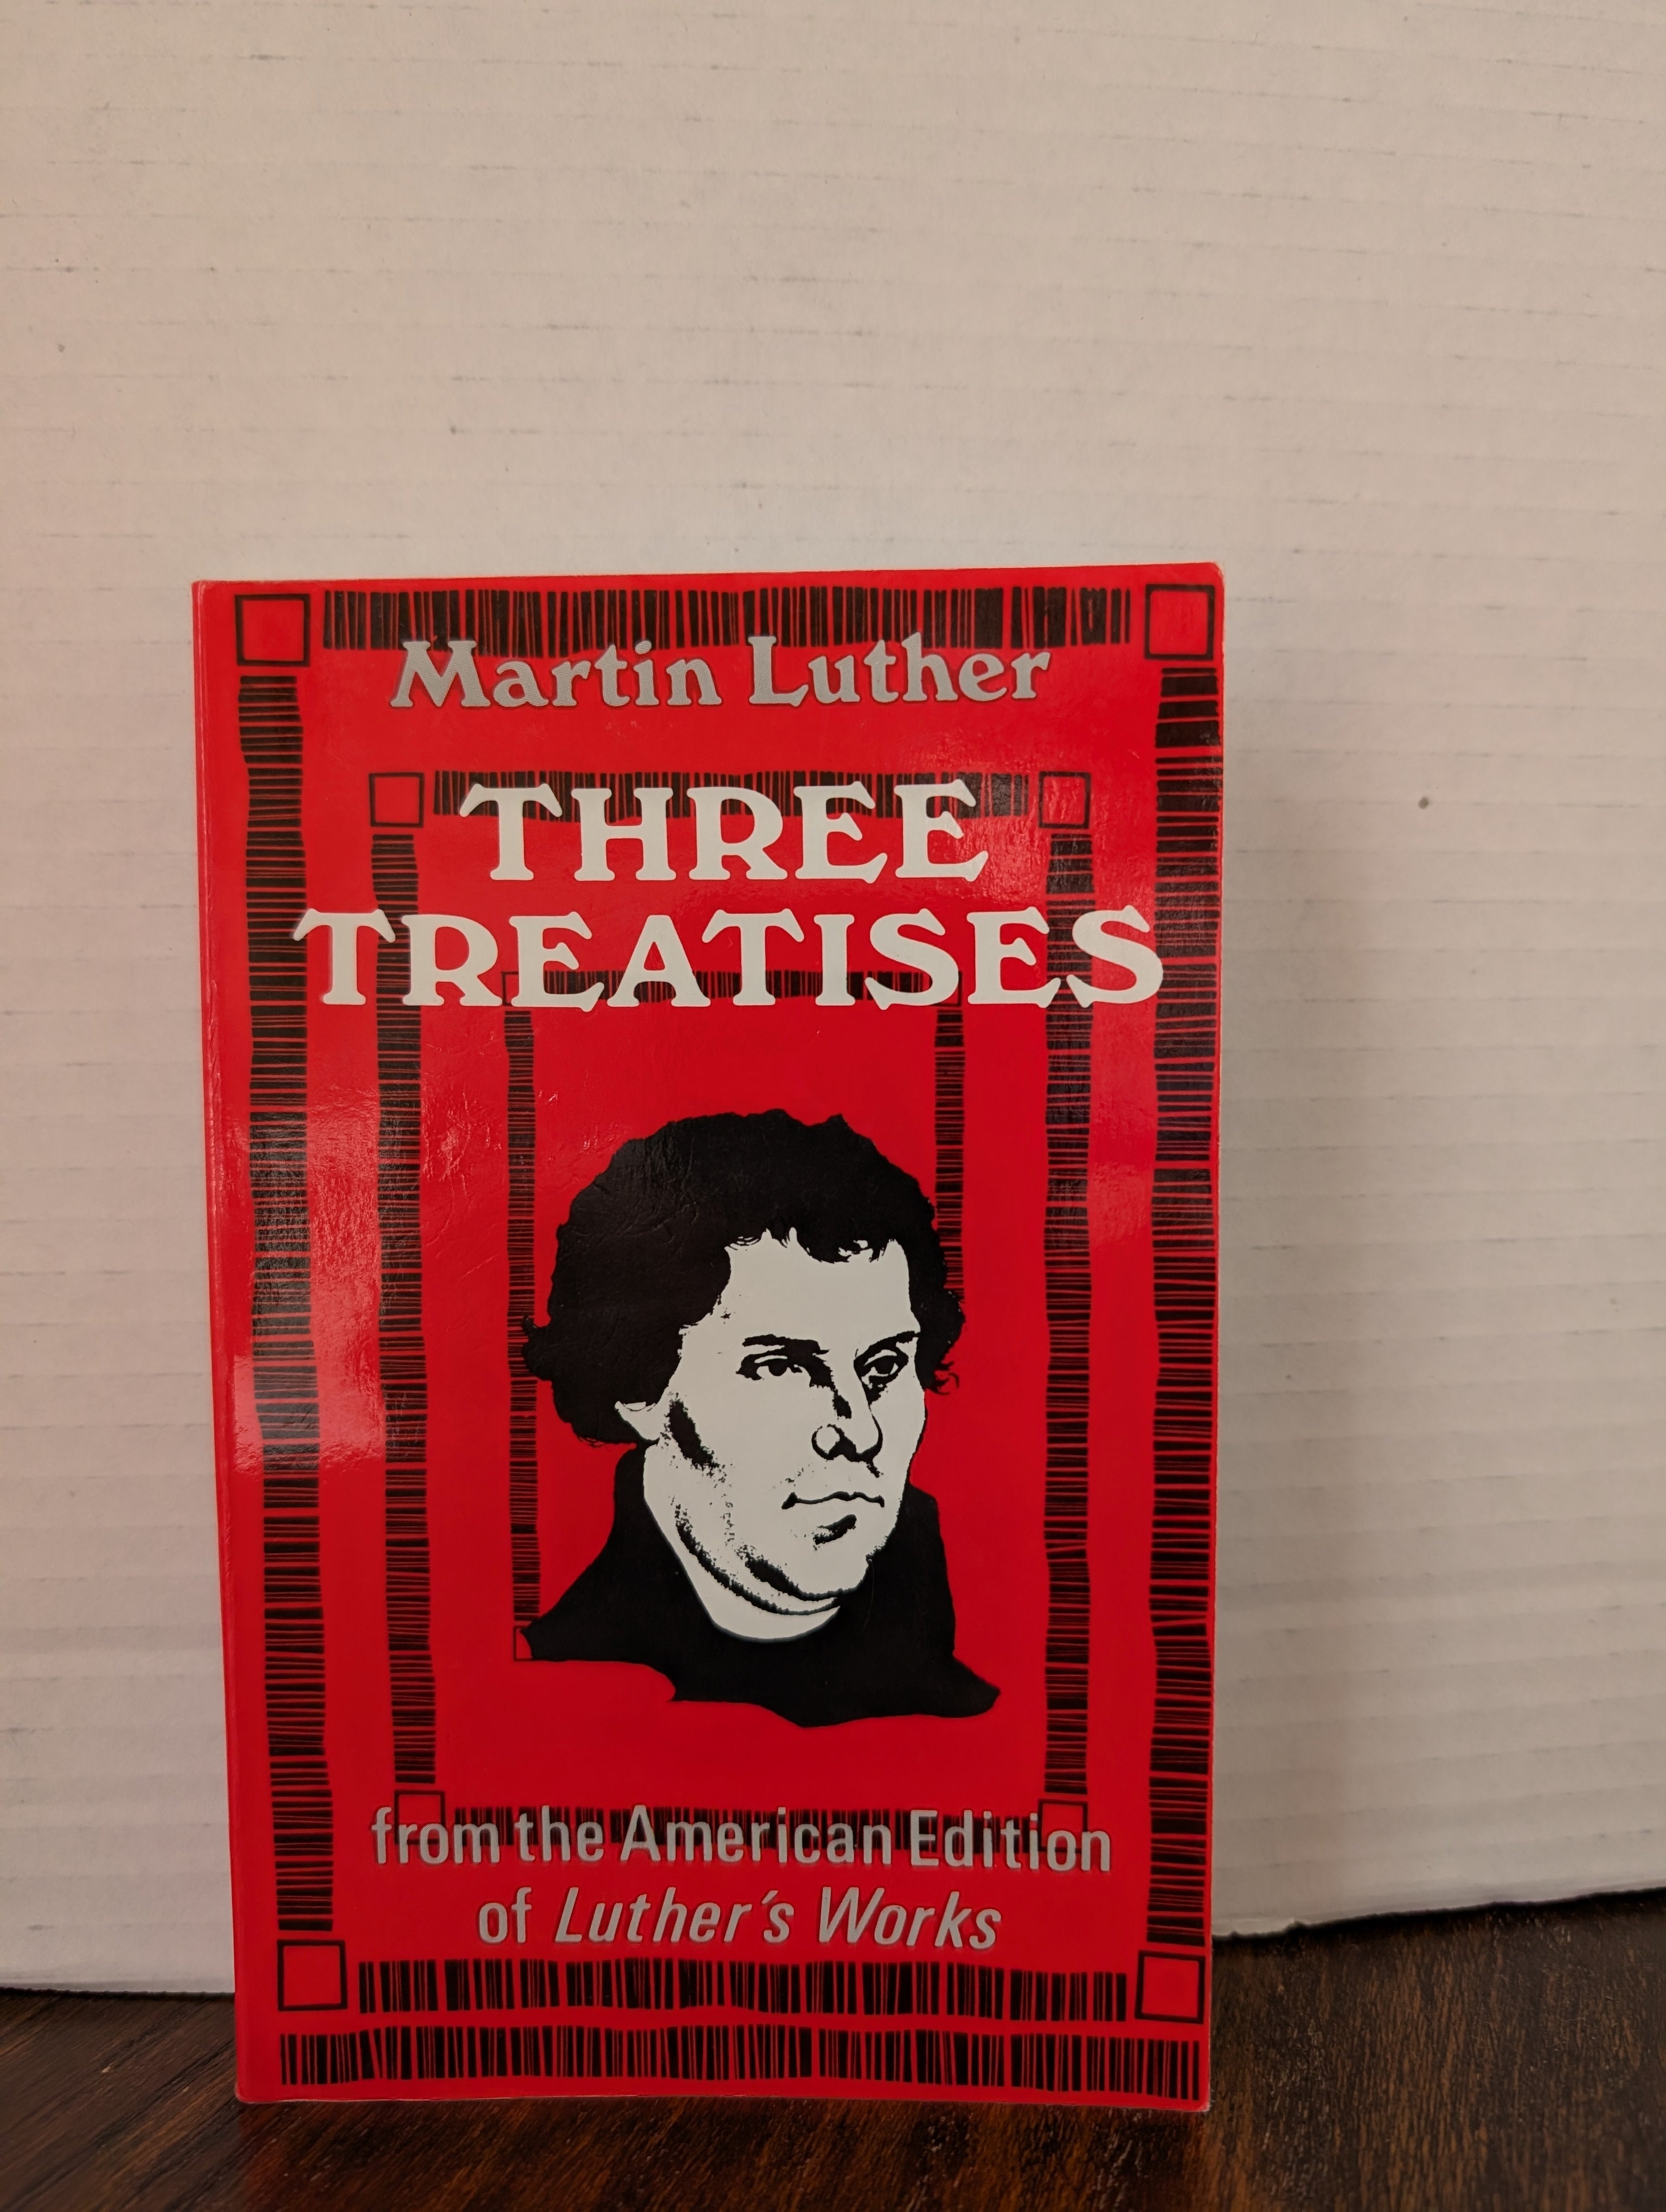 Martin Luther
THREE
TREATISES
from the American Edition
of Luther's Works